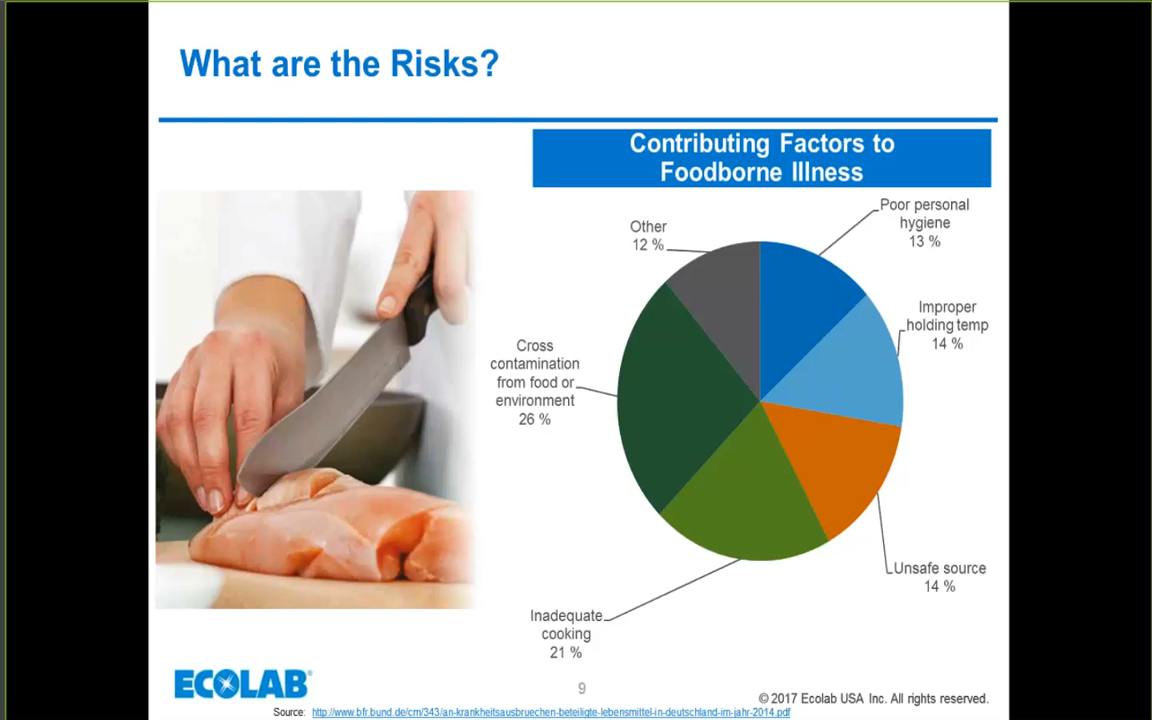 What are the Risks?
Contributing Factors to
Foodborne Illness
Poor personal
hygiene
13 %
Other
12 %
Improper
holding temp
14 %
Cross
contamination
from food or
environment
26 %
Unsafe source
14 %
Inadequate
cooking
21 %
ECOLAB®
9
© 2017 Ecolab USA Inc. All rights reserved.
Source: http://www.bfr.bund.de/cm/343/an-krankheitsausbruechen-beteiligte-lebensmittel-in-deutschland-im-jahr-2014.pdf